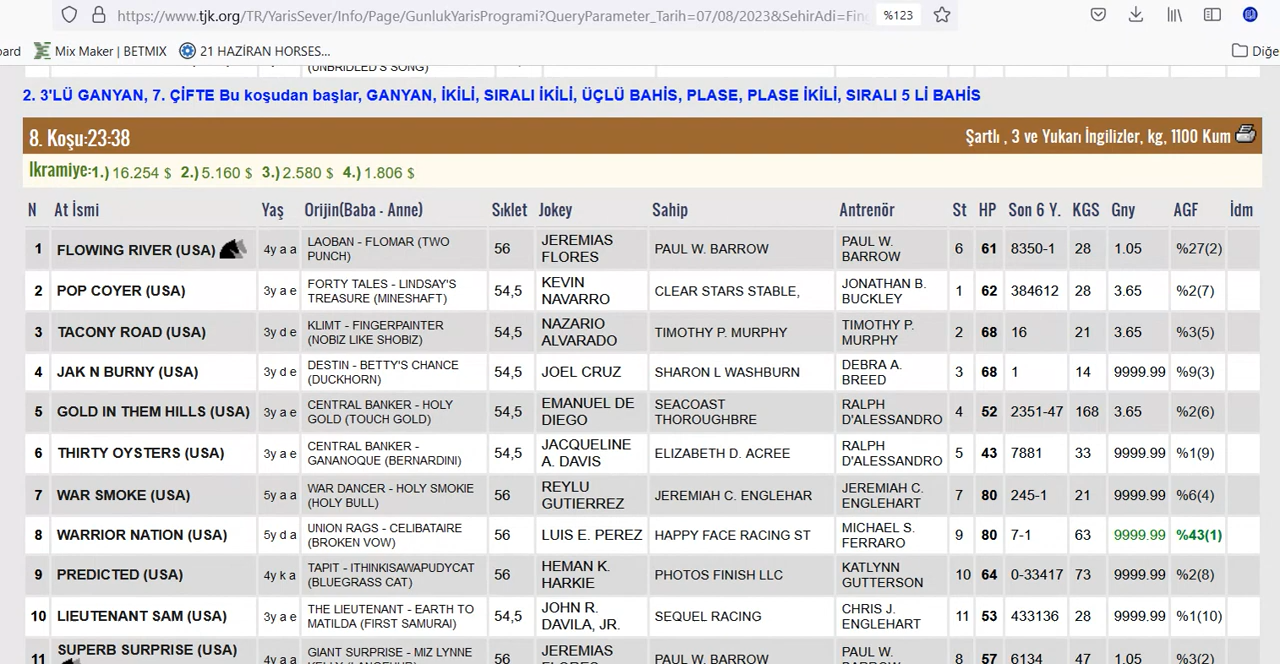 https://www.tjk.org/TR/YarisSever/Info/Page/GunlukYarisProgrami?QueryParameter_Tarih=07/08/2023&SehirAdi=Fin %123
ard Mix Maker | BETMIX 21 HAZİRAN HORSES... Diğe
(UNBRIDLED'S SONG)
2. 3'LÜ GANYAN, 7. ÇİFTE Bu koşudan başlar, GANYAN, İKİLİ, SIRALI İKİLİ, ÜÇLÜ BAHİS, PLASE, PLASE İKİLİ, SIRALI 5 Lİ BAHİS
8. Koşu:23:38 Şartlı , 3 ve Yukarı İngilizler, kg, 1100 Kum
Ikramiye:1.) 16.254 $ 2.) 5.160 $ 3.) 2.580 $ 4.) 1.806 $
N At İsmi Yaş Orijin(Baba - Anne) Sıklet Jokey Sahip Antrenör St HP Son 6 Y. KGS Gny AGF İdm
1 FLOWING RIVER (USA) 4y a a LAOBAN - FLOMAR (TWO PUNCH) 56 JEREMIAS FLORES PAUL W. BARROW PAUL W. BARROW 6 61 8350-1 28 1.05 %27(2)
2 POP COYER (USA) 3y a e FORTY TALES - LINDSAY'S TREASURE (MINESHAFT) 54,5 KEVIN NAVARRO CLEAR STARS STABLE, JONATHAN B. BUCKLEY 1 62 384612 28 3.65 %2(7)
3 TACONY ROAD (USA) 3y d e KLIMT - FINGERPAINTER (NOBIZ LIKE SHOBIZ) 54,5 NAZARIO ALVARADO TIMOTHY P. MURPHY TIMOTHY P. MURPHY 2 68 16 21 3.65 %3(5)
4 JAK N BURNY (USA) 3y d e DESTIN - BETTY'S CHANCE (DUCKHORN) 54,5 JOEL CRUZ SHARON L WASHBURN DEBRA A. BREED 3 68 1 14 9999.99 %9(3)
5 GOLD IN THEM HILLS (USA) 3y a e CENTRAL BANKER - HOLY GOLD (TOUCH GOLD) 54,5 EMANUEL DE DIEGO SEACOAST THOROUGHBRE RALPH D'ALESSANDRO 4 52 2351-47 168 3.65 %2(6)
6 THIRTY OYSTERS (USA) 3y a e CENTRAL BANKER - GANANOQUE (BERNARDINI) 54,5 JACQUELINE A. DAVIS ELIZABETH D. ACREE RALPH D'ALESSANDRO 5 43 7881 33 9999.99 %1(9)
7 WAR SMOKE (USA) 5y a a WAR DANCER - HOLY SMOKIE (HOLY BULL) 56 REYLU GUTIERREZ JEREMIAH C. ENGLEHAR JEREMIAH C. ENGLEHART 7 80 245-1 21 9999.99 %6(4)
8 WARRIOR NATION (USA) 5y d a UNION RAGS - CELIBATAIRE (BROKEN VOW) 56 LUIS E. PEREZ HAPPY FACE RACING ST MICHAEL S. FERRARO 9 80 7-1 63 9999.99 %43(1)
9 PREDICTED (USA) 4y k a TAPIT - ITHINKISAWAPUDYCAT (BLUEGRASS CAT) 56 HEMAN K. HARKIE PHOTOS FINISH LLC KATLYNN GUTTERSON 10 64 0-33417 73 9999.99 %2(8)
10 LIEUTENANT SAM (USA) 3y a e THE LIEUTENANT - EARTH TO MATILDA (FIRST SAMURAI) 54,5 JOHN R. DAVILA, JR. SEQUEL RACING CHRIS J. ENGLEHART 11 53 433136 28 9999.99 %1(10)
11 SUPERB SURPRISE (USA) 4y a a GIANT SURPRISE - MIZ LYNNE KELLY (LANGFUHR) 56 JEREMIAS FLORES PAUL W. BARROW PAUL W. BARROW 8 57 6134 47 1.05 %3(2)